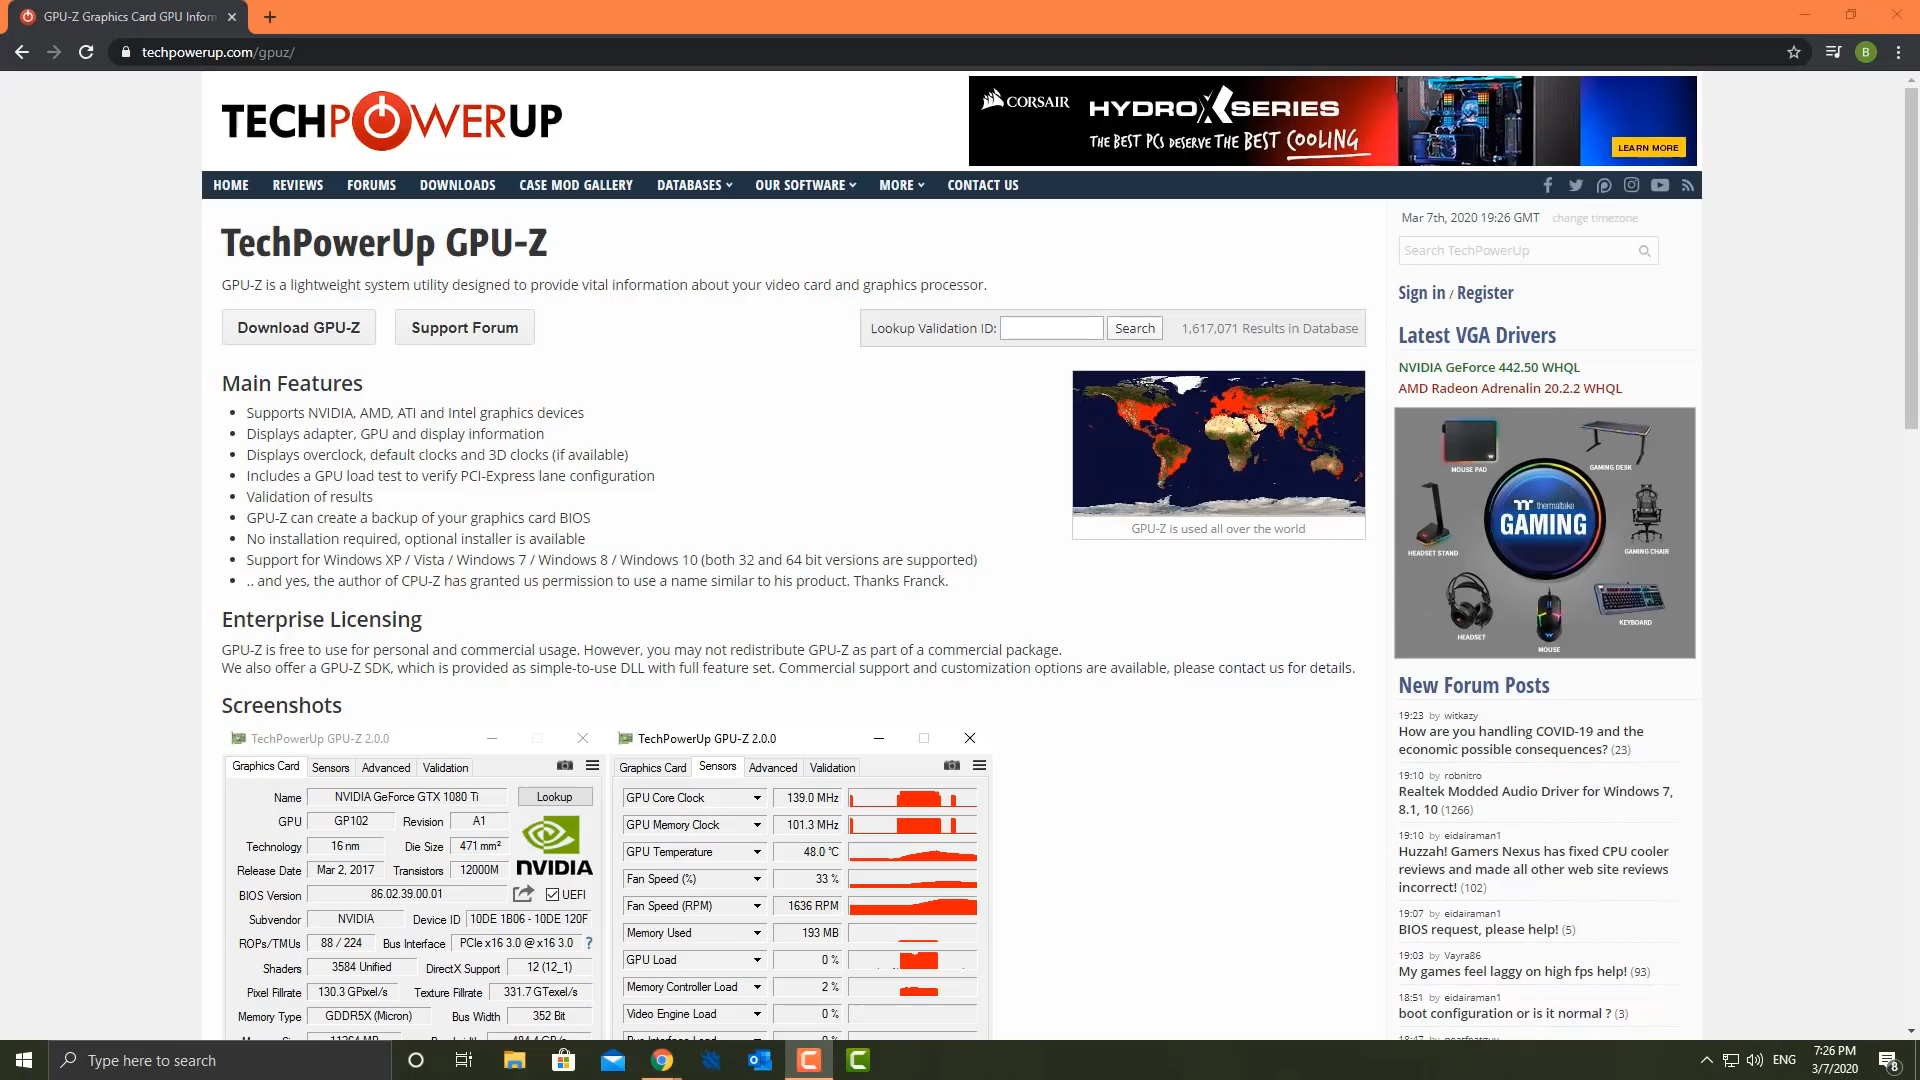 GPU-Z Graphics Card GPU Inform
techpowerup.com/gpuz/
B
TECHPOWERUP
CORSAIR
HYDRO X SERIES
THE BEST PCs DESERVE THE BEST COOLING
LEARN MORE
HOME
REVIEWS
FORUMS
DOWNLOADS
CASE MOD GALLERY
DATABASES
OUR SOFTWARE
MORE
CONTACT US
TechPowerUp GPU-Z
GPU-Z is a lightweight system utility designed to provide vital information about your video card and graphics processor.
Download GPU-Z
Support Forum
Lookup Validation ID:
Search
1,617,071 Results in Database
Main Features
Supports NVIDIA, AMD, ATI and Intel graphics devices
Displays adapter, GPU and display information
Displays overclock, default clocks and 3D clocks (if available)
Includes a GPU load test to verify PCI-Express lane configuration
Validation of results
GPU-Z can create a backup of your graphics card BIOS
No installation required, optional installer is available
Support for Windows XP / Vista / Windows 7 / Windows 8 / Windows 10 (both 32 and 64 bit versions are supported)
.. and yes, the author of CPU-Z has granted us permission to use a name similar to his product. Thanks Franck.
GPU-Z is used all over the world
Enterprise Licensing
GPU-Z is free to use for personal and commercial usage. However, you may not redistribute GPU-Z as part of a commercial package.
We also offer a GPU-Z SDK, which is provided as simple-to-use DLL with full feature set. Commercial support and customization options are available, please contact us for details.
Screenshots
TechPowerUp GPU-Z 2.0.0
Graphics Card
Sensors
Advanced
Validation
Name
NVIDIA GeForce GTX 1080 Ti
Lookup
GPU
GP102
Revision
A1
Technology
16 nm
Die Size
471 mm²
Release Date
Mar 2, 2017
Transistors
12000M
NVIDIA
BIOS Version
86.02.39.00.01
UEFI
Subvendor
NVIDIA
Device ID
10DE 1B06 - 10DE 120F
ROPs/TMUs
88 / 224
Bus Interface
PCIe x16 3.0 @ x16 3.0
?
Shaders
3584 Unified
DirectX Support
12 (12_1)
Pixel Fillrate
130.3 GPixel/s
Texture Fillrate
331.7 GTexel/s
Memory Type
GDDR5X (Micron)
Bus Width
352 Bit
TechPowerUp GPU-Z 2.0.0
Graphics Card
Sensors
Advanced
Validation
GPU Core Clock
139.0 MHz
GPU Memory Clock
101.3 MHz
GPU Temperature
48.0 °C
Fan Speed (%)
33 %
Fan Speed (RPM)
1636 RPM
Memory Used
193 MB
GPU Load
0 %
Memory Controller Load
2 %
Video Engine Load
0 %
Mar 7th, 2020 19:26 GMT
change timezone
Search TechPowerUp
Sign in / Register
Latest VGA Drivers
NVIDIA GeForce 442.50 WHQL
AMD Radeon Adrenalin 20.2.2 WHQL
MOUSE PAD
GAMING DESK
thermaltake
GAMING
HEADSET STAND
GAMING CHAIR
HEADSET
MOUSE
KEYBOARD
New Forum Posts
19:23 by witkazy
How are you handling COVID-19 and the
economic possible consequences? (23)
19:10 by robnitro
Realtek Modded Audio Driver for Windows 7,
8.1, 10 (1266)
19:10 by eidairaman1
Huzzah! Gamers Nexus has fixed CPU cooler
reviews and made all other web site reviews
incorrect! (102)
19:07 by eidairaman1
BIOS request, please help! (5)
19:03 by Vayra86
My games feel laggy on high fps help! (93)
18:51 by eidairaman1
boot configuration or is it normal ? (3)
Type here to search
ENG
7:26 PM
3/7/2020
8